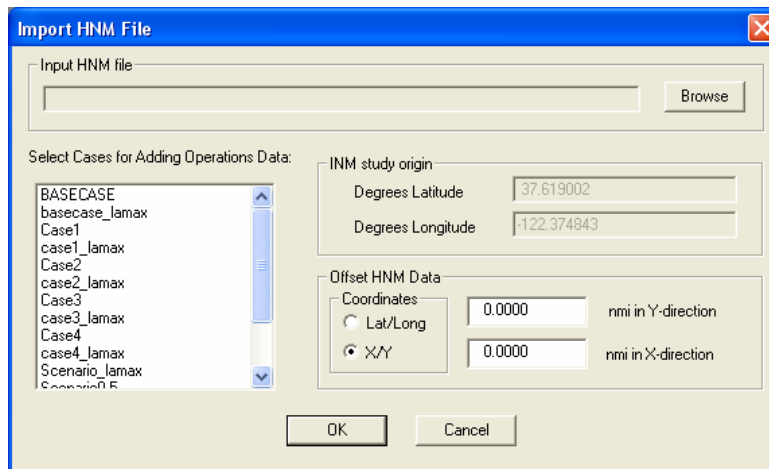 Import HNM File
Input HNM file
Browse
Select Cases for Adding Operations Data:
BASECASE
basecase_lamax
Case1
case1_lamax
Case2
case2_lamax
Case3
case3_lamax
Case4
case4_lamax
Scenario_lamax
Scenario0.5
INM study origin
Degrees Latitude 37.619002
Degrees Longitude -122.374843
Offset HNM Data
Coordinates
Lat/Long
X/Y
0.0000 nmi in Y-direction
0.0000 nmi in X-direction
OK Cancel